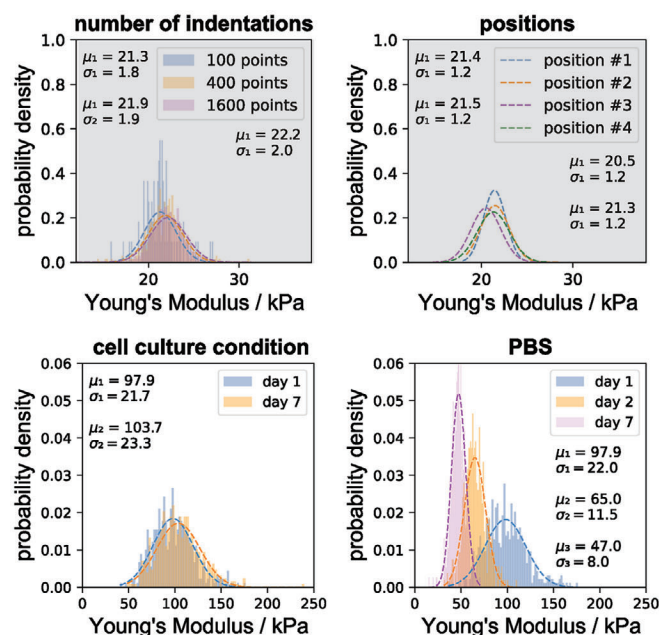 number of indentations
μ₁ = 21.3
σ₁ = 1.8
μ₁ = 21.9
σ₂ = 1.9
100 points
400 points
1600 points
μ₁ = 22.2
σ₁ = 2.0
probability density
1.0
0.8
0.6
0.4
0.2
0.0
20
30
Young's Modulus / kPa
positions
μ₁ = 21.4
σ₁ = 1.2
μ₁ = 21.5
σ₁ = 1.2
position #1
position #2
position #3
position #4
μ₁ = 20.5
σ₁ = 1.2
μ₁ = 21.3
σ₁ = 1.2
probability density
1.0
0.8
0.6
0.4
0.2
0.0
20
30
Young's Modulus / kPa
cell culture condition
μ₁ = 97.9
σ₁ = 21.7
μ₂ = 103.7
σ₂ = 23.3
day 1
day 7
probability density
0.06
0.05
0.04
0.03
0.02
0.01
0.00
0
50
100
150
200
250
Young's Modulus / kPa
PBS
day 1
day 2
day 7
μ₁ = 97.9
σ₁ = 22.0
μ₂ = 65.0
σ₂ = 11.5
μ₃ = 47.0
σ₃ = 8.0
probability density
0.06
0.05
0.04
0.03
0.02
0.01
0.00
0
50
100
150
200
250
Young's Modulus / kPa